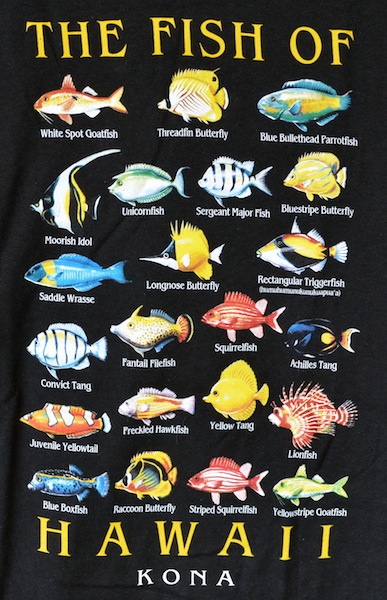 THE FISH OF
White Spot Goatfish
Threadfin Butterfly
Blue Bullethead Parrotfish
Moorish Idol
Unicornfish
Sergeant Major Fish
Bluestripe Butterfly
Saddle Wrasse
Longnose Butterfly
Rectangular Triggerfish
(humuhumunukunukuapua'a)
Convict Tang
Fantail Filefish
Squirrelfish
Achilles Tang
Juvenile Yellowtail
Freckled Hawkfish
Yellow Tang
Lionfish
Blue Boxfish
Raccoon Butterfly
Striped Squirrelfish
Yellowstripe Goatfish
HAWAII
KONA